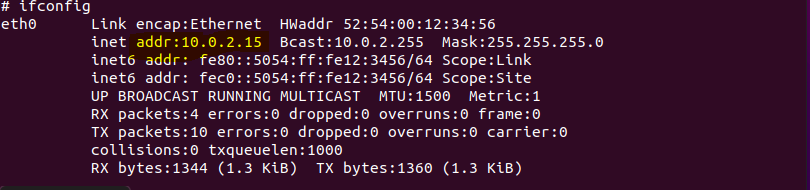 # ifconfig
eth0      Link encap:Ethernet  HWaddr 52:54:00:12:34:56
          inet addr:10.0.2.15  Bcast:10.0.2.255  Mask:255.255.255.0
          inet6 addr: fe80::5054:ff:fe12:3456/64 Scope:Link
          inet6 addr: fec0::5054:ff:fe12:3456/64 Scope:Site
          UP BROADCAST RUNNING MULTICAST  MTU:1500  Metric:1
          RX packets:4 errors:0 dropped:0 overruns:0 frame:0
          TX packets:10 errors:0 dropped:0 overruns:0 carrier:0
          collisions:0 txqueuelen:1000
          RX bytes:1344 (1.3 KiB)  TX bytes:1360 (1.3 KiB)